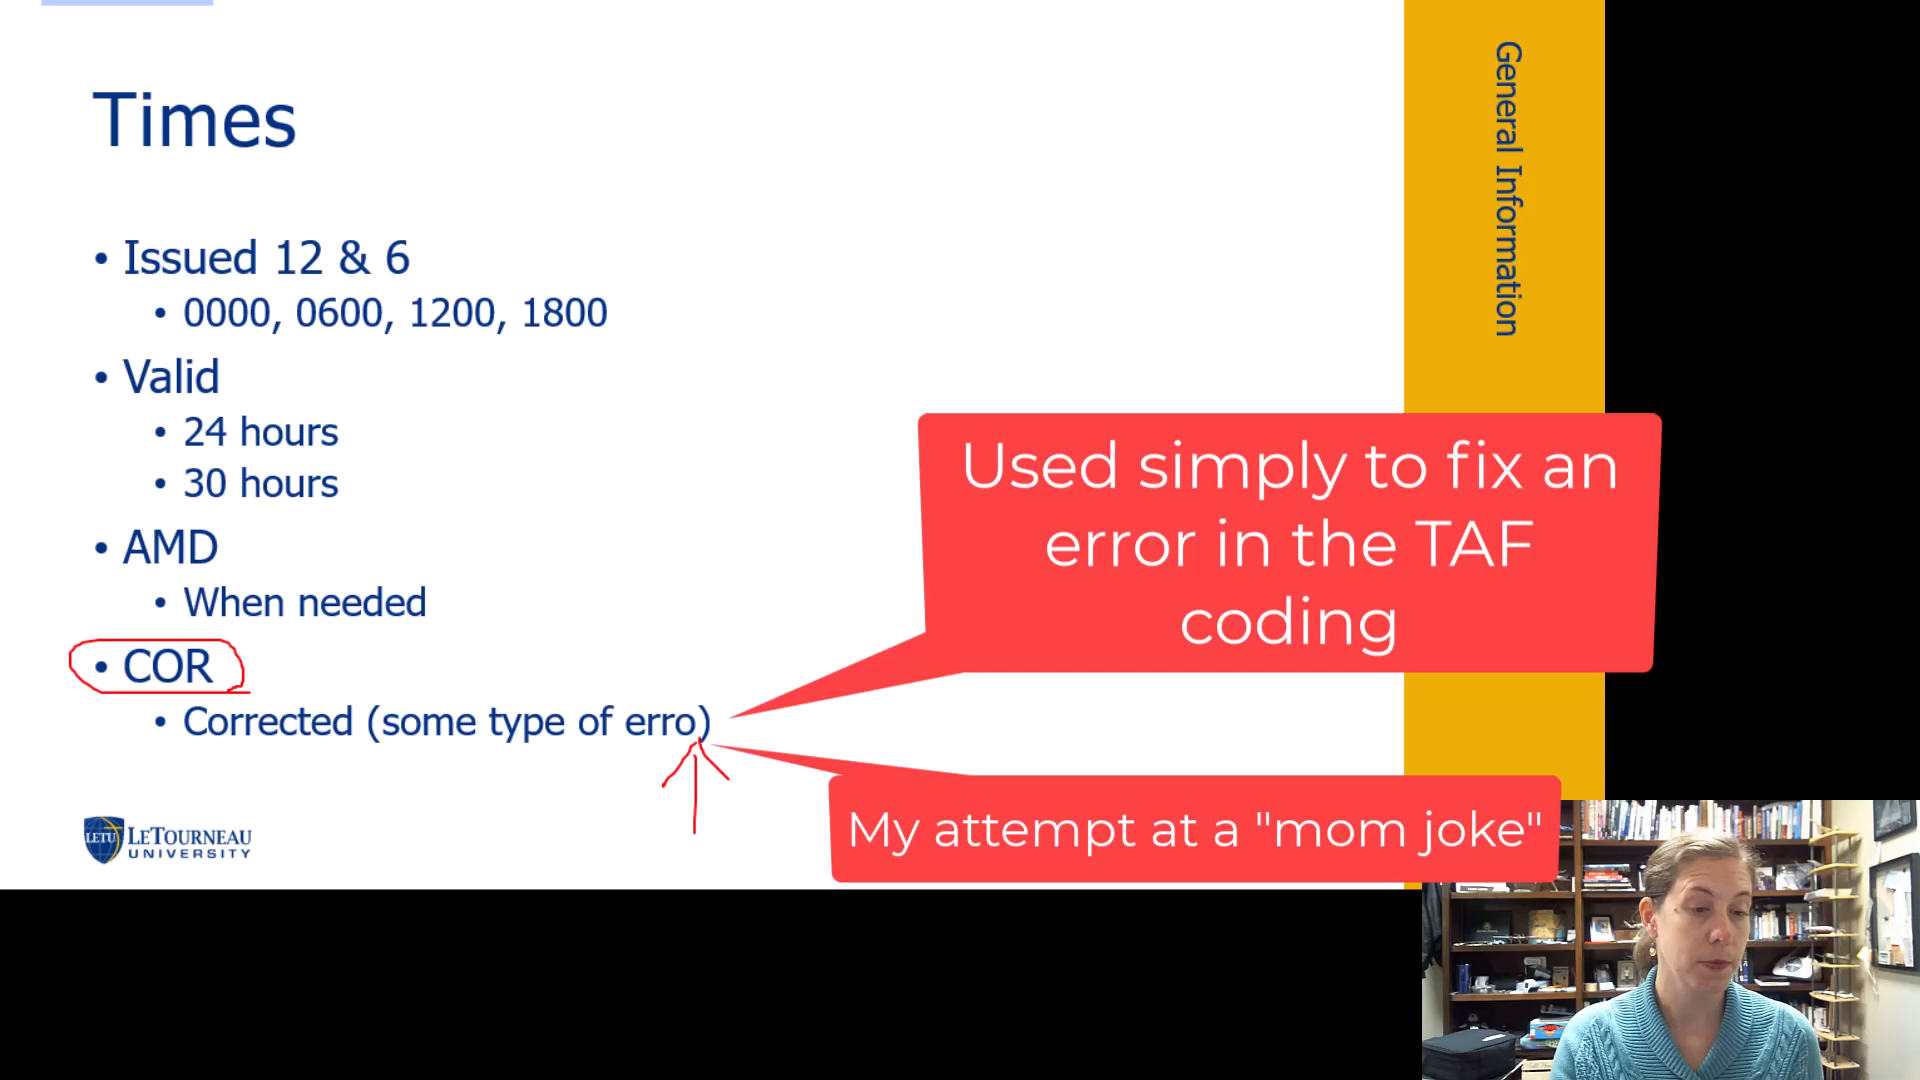 General Information
Times
• Issued 12 & 6
• 0000, 0600, 1200, 1800
• Valid
• 24 hours
• 30 hours
• AMD
• When needed
• COR
• Corrected (some type of erro)
Used simply to fix an
error in the TAF
coding
My attempt at a "mom joke"
LETU
LETOURNEAU
UNIVERSITY